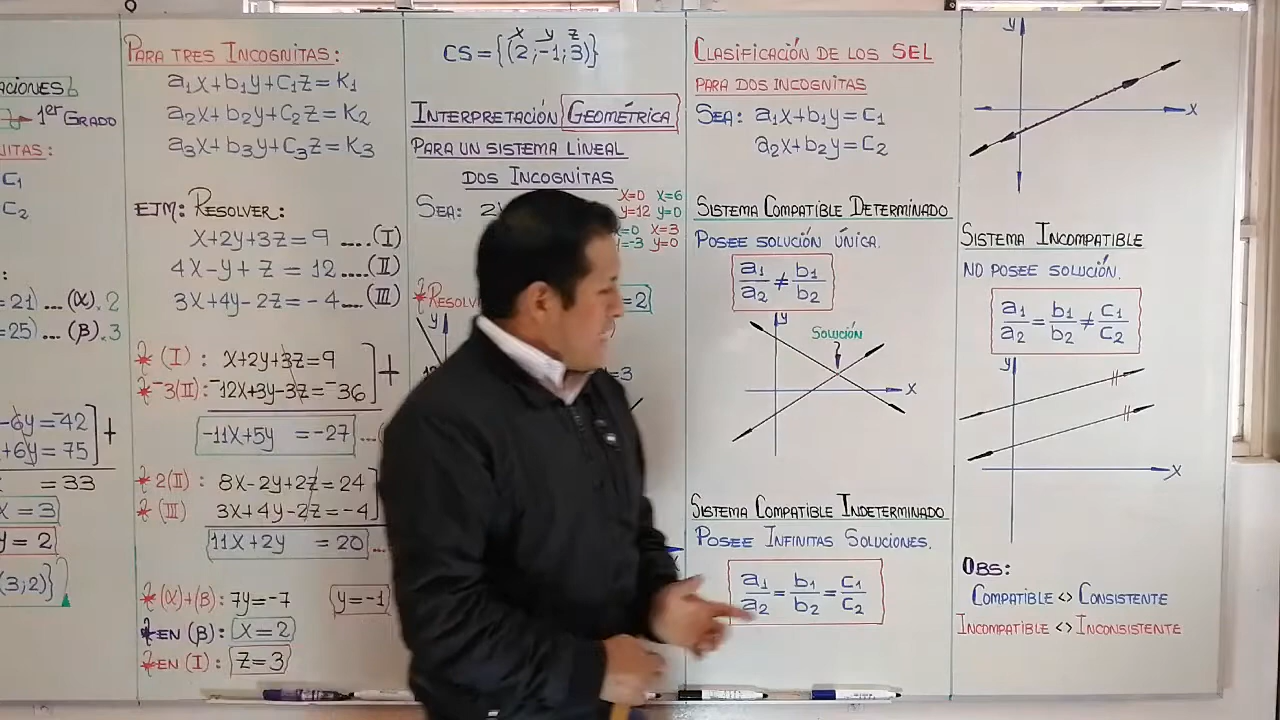 ACIONES
1er GRADO
ITAS:
C1
C2
:
=21) ... (α).2
=25) ... (β).3
-6y = -42
+6y = 75
= 33
x = 3
y = 2
(3;2)}
PARA TRES INCOGNITAS:
a1x+b1y+c1z=K1
a2x+b2y+c2z=K2
a3x+b3y+c3z=K3
EJM: RESOLVER:
x+2y+3z=9 ....(I)
4x-y+z=12 ....(II)
3x+4y-2z=-4 ....(III)
* (I): x+2y+3z=9
* -3(II): -12x+3y-3z=-36
+
-11x+5y =-27 ...
* 2(II): 8x-2y+2z=24
* (III) 3x+4y-2z=-4
11x+2y =20 ...
* (α)+(β): 7y=-7 y=-1
* EN (β): x=2
* EN (I): z=3
x y z
CS={(2;-1;3)}
INTERPRETACIÓN GEOMÉTRICA
PARA UN SISTEMA LINEAL
DOS INCOGNITAS
SEA: 2x
x=0 x=6
y=12 y=0
x=0 x=3
y=-3 y=0
* RESOLV
=2
y
=3
CLASIFICACIÓN DE LOS SEL
PARA DOS INCOGNITAS
SEA: a1x+b1y=C1
a2x+b2y=C2
SISTEMA COMPATIBLE DETERMINADO
POSEE SOLUCIÓN ÚNICA.
a1/a2 ≠ b1/b2
y
SOLUCIÓN
x
SISTEMA COMPATIBLE INDETERMINADO
POSEE INFINITAS SOLUCIONES.
a1/a2 = b1/b2 = c1/c2
y
x
SISTEMA INCOMPATIBLE
NO POSEE SOLUCIÓN.
a1/a2 = b1/b2 ≠ c1/c2
y
x
OBS:
COMPATIBLE <> CONSISTENTE
INCOMPATIBLE <> INCONSISTENTE